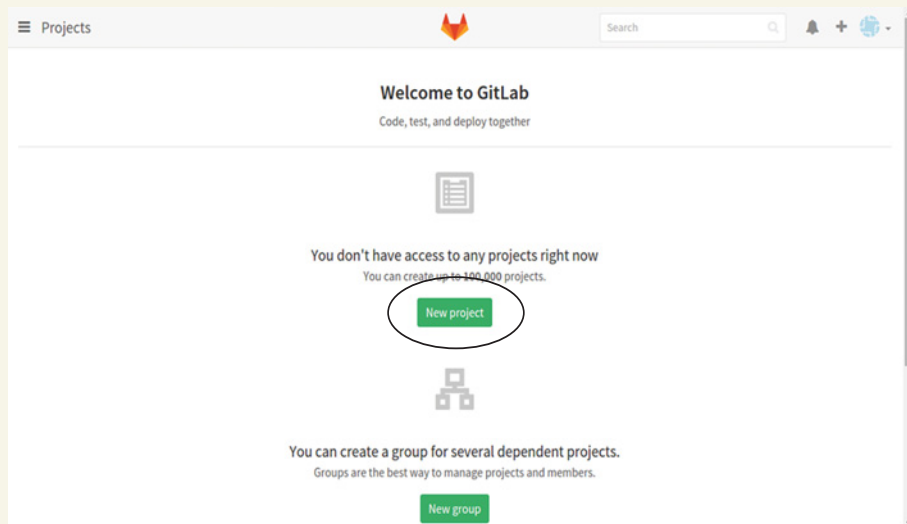 Projects
Search
Welcome to GitLab
Code, test, and deploy together
You don't have access to any projects right now
You can create up to 100,000 projects.
New project
You can create a group for several dependent projects.
Groups are the best way to manage projects and members.
New group